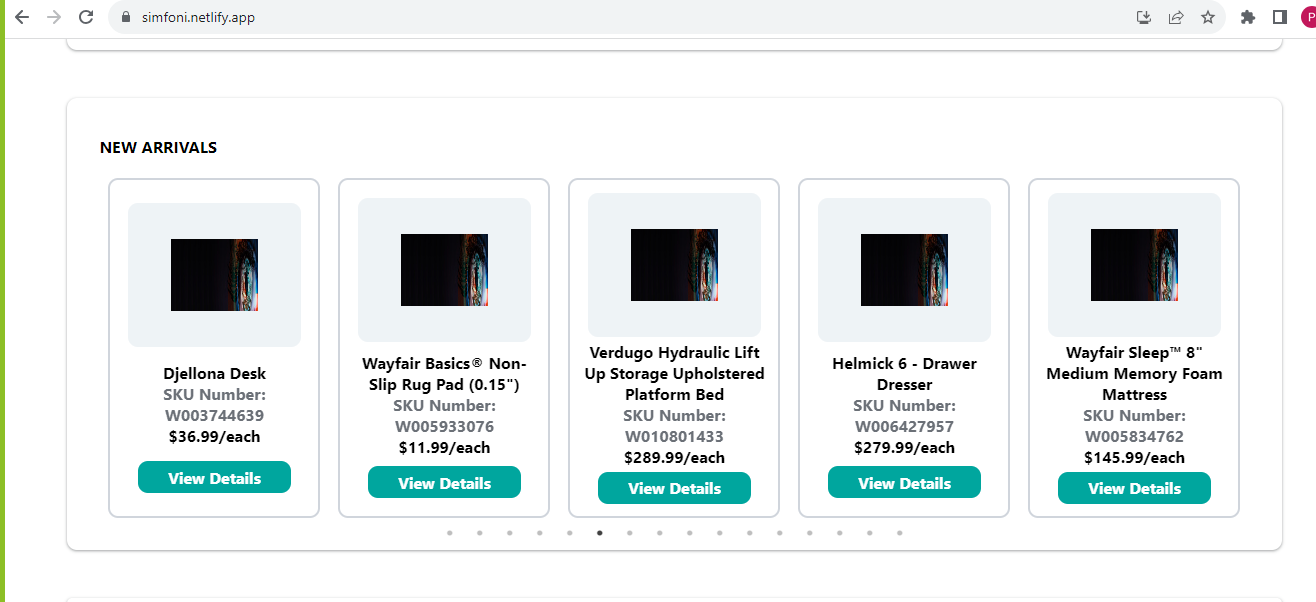 simfoni.netlify.app
P
NEW ARRIVALS
Djellona Desk
SKU Number:
W003744639
$36.99/each
View Details
Wayfair Basics® Non-
Slip Rug Pad (0.15")
SKU Number:
W005933076
$11.99/each
View Details
Verdugo Hydraulic Lift
Up Storage Upholstered
Platform Bed
SKU Number:
W010801433
$289.99/each
View Details
Helmick 6 - Drawer
Dresser
SKU Number:
W006427957
$279.99/each
View Details
Wayfair Sleep™ 8"
Medium Memory Foam
Mattress
SKU Number:
W005834762
$145.99/each
View Details